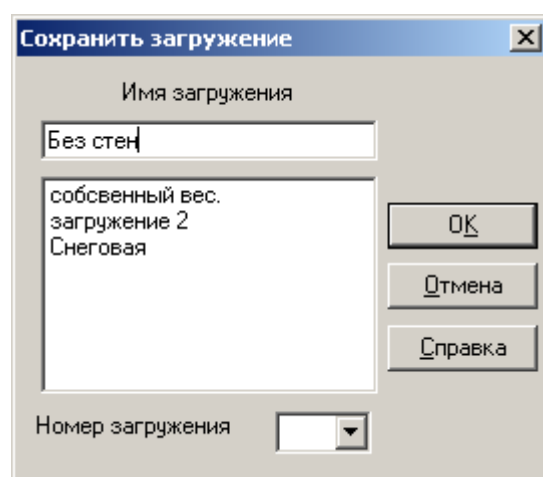 Сохранить загружение
Имя загружения
Без стен
собсвенный вес.
загружение 2
Снеговая
OK
Отмена
Справка
Номер загружения